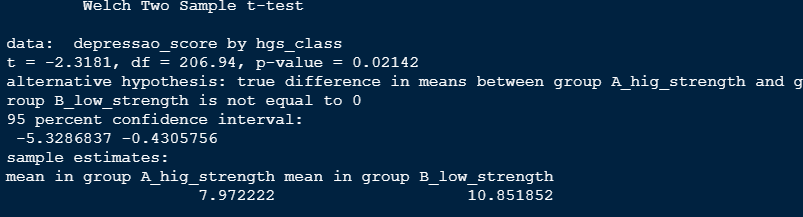 Welch Two Sample t-test
data:  depressao_score by hgs_class
t = -2.3181, df = 206.94, p-value = 0.02142
alternative hypothesis: true difference in means between group A_hig_strength and g
roup B_low_strength is not equal to 0
95 percent confidence interval:
 -5.3286837 -0.4305756
sample estimates:
mean in group A_hig_strength mean in group B_low_strength
                    7.972222                    10.851852